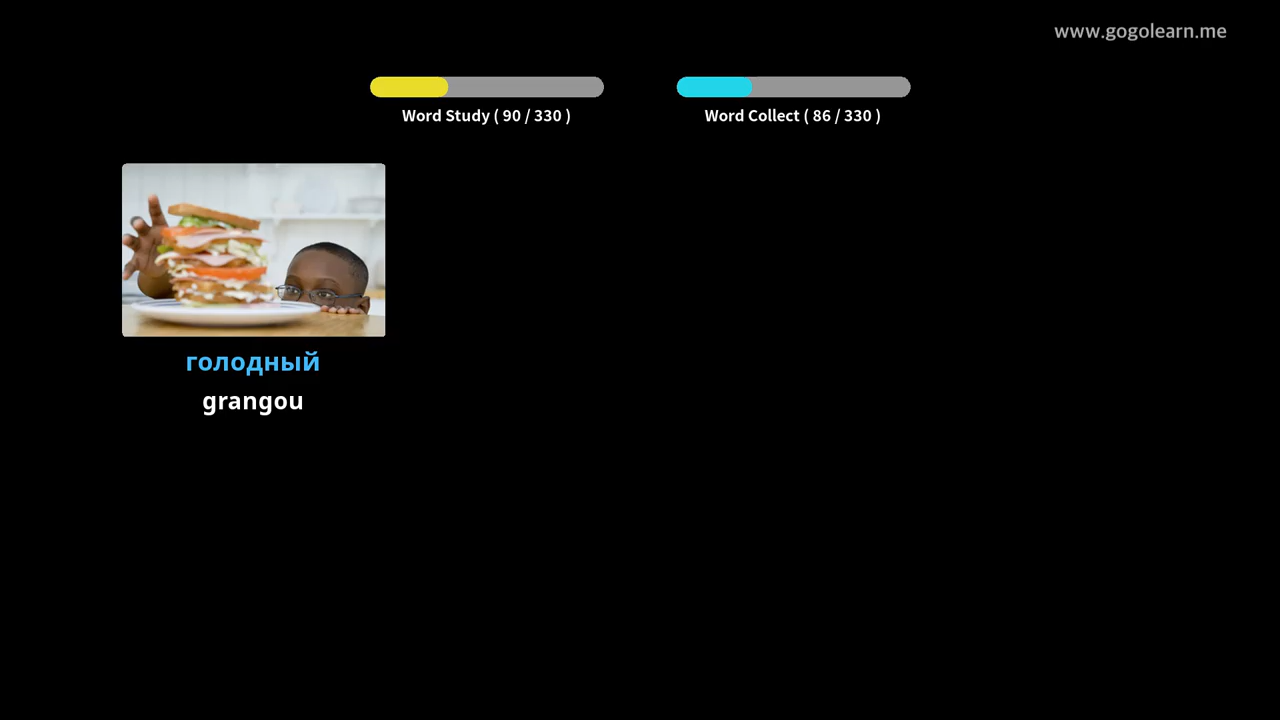 www.gogolearn.me
Word Study ( 90 / 330 )
Word Collect ( 86 / 330 )
голодный
grangou